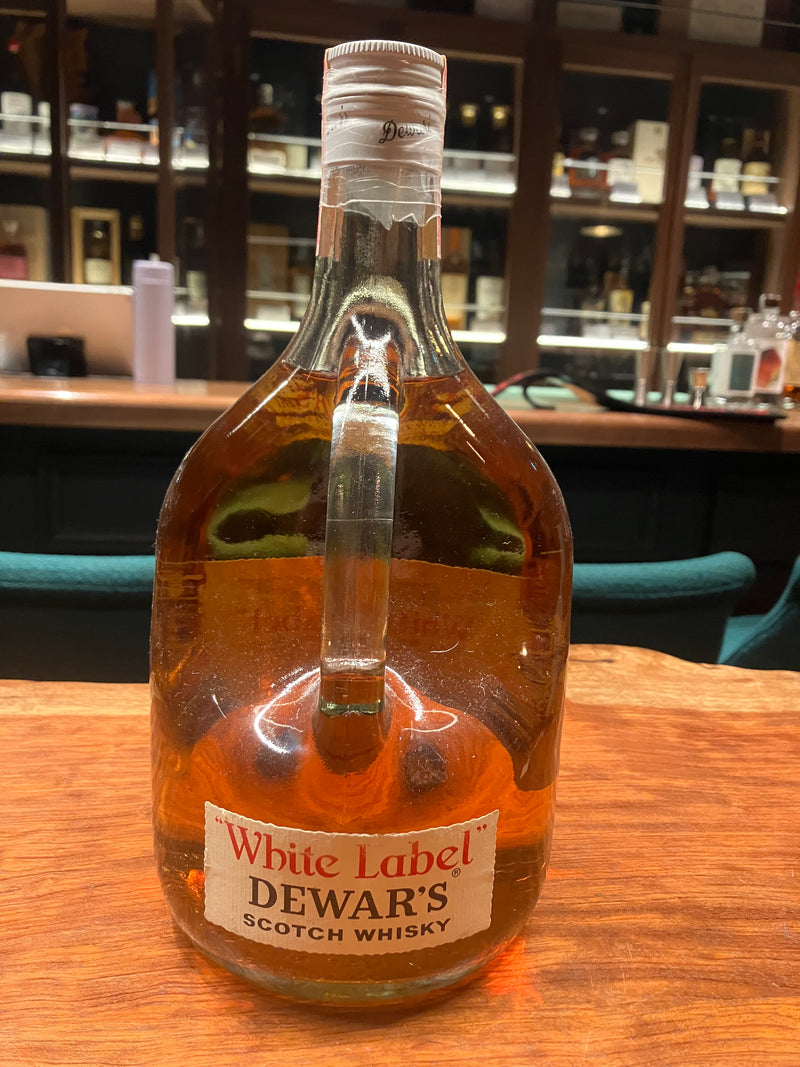 Dewar's
"White Label"
DEWAR'S®
SCOTCH WHISKY